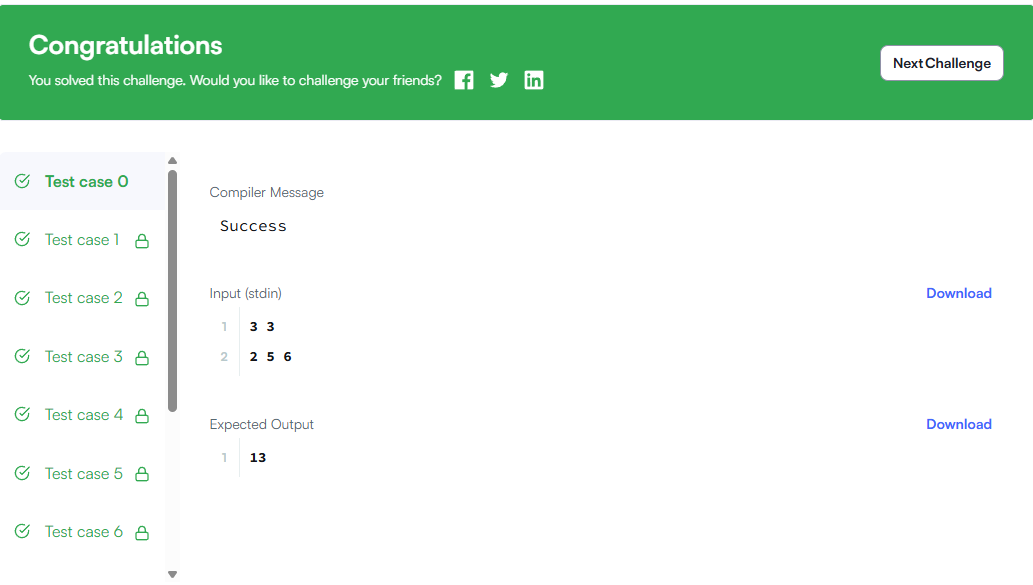 Congratulations
You solved this challenge. Would you like to challenge your friends?
Next Challenge
Test case 0
Test case 1
Test case 2
Test case 3
Test case 4
Test case 5
Test case 6
Compiler Message
Success
Input (stdin)
Download
1 3 3
2 2 5 6
Expected Output
Download
1 13